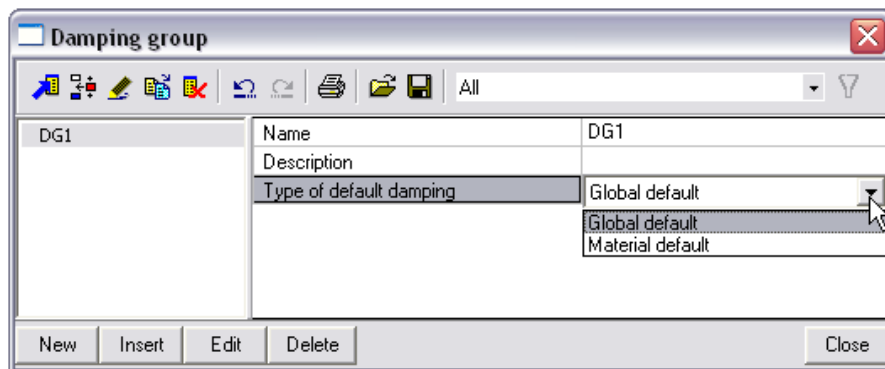 Damping group
All
DG1
Name DG1
Description
Type of default damping Global default
Global default
Material default
New Insert Edit Delete Close